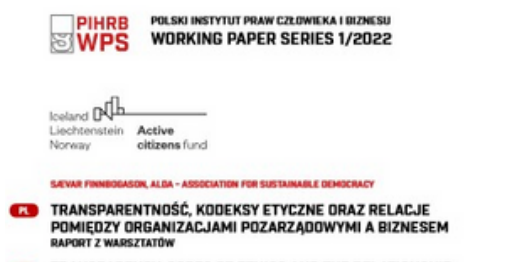 PIHRB
WPS
POLSKI INSTYTUT PRAW CZŁOWIEKA I BIZNESU
WORKING PAPER SERIES 1/2022
Iceland
Liechtenstein
Norway
Active
citizens fund
SÆVAR FINNBOGASON, ALDA – ASSOCIATION FOR SUSTAINABLE DEMOCRACY
PL
TRANSPARENTNOŚĆ, KODEKSY ETYCZNE ORAZ RELACJE
POMIĘDZY ORGANIZACJAMI POZARZĄDOWYMI A BIZNESEM
RAPORT Z WARSZTATÓW